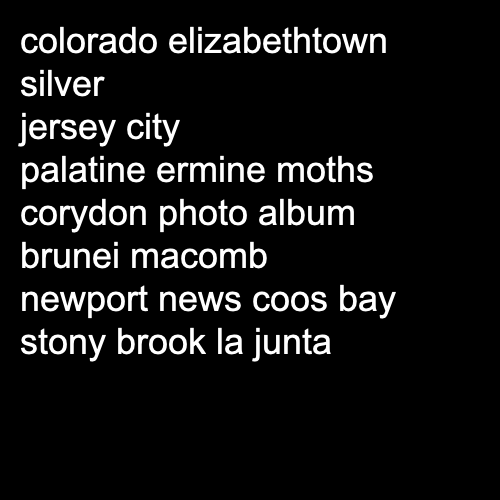 colorado elizabethtown
silver
jersey city
palatine ermine moths
corydon photo album
brunei macomb
newport news coos bay
stony brook la junta